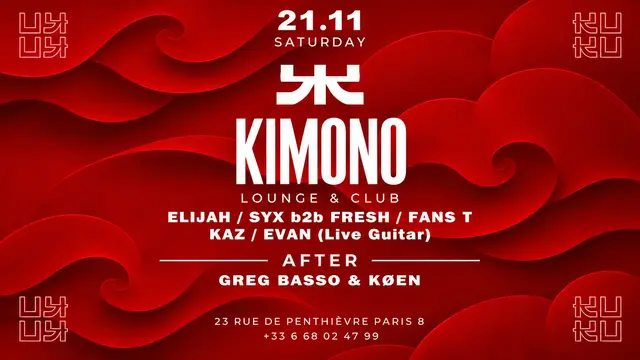 21.11
SATURDAY
KIMONO
LOUNGE & CLUB
ELIJAH / SYX b2b FRESH / FANS T
KAZ / EVAN (Live Guitar)
AFTER
GREG BASSO & KØEN
23 RUE DE PENTHIÈVRE PARIS 8
+33 6 68 02 47 99